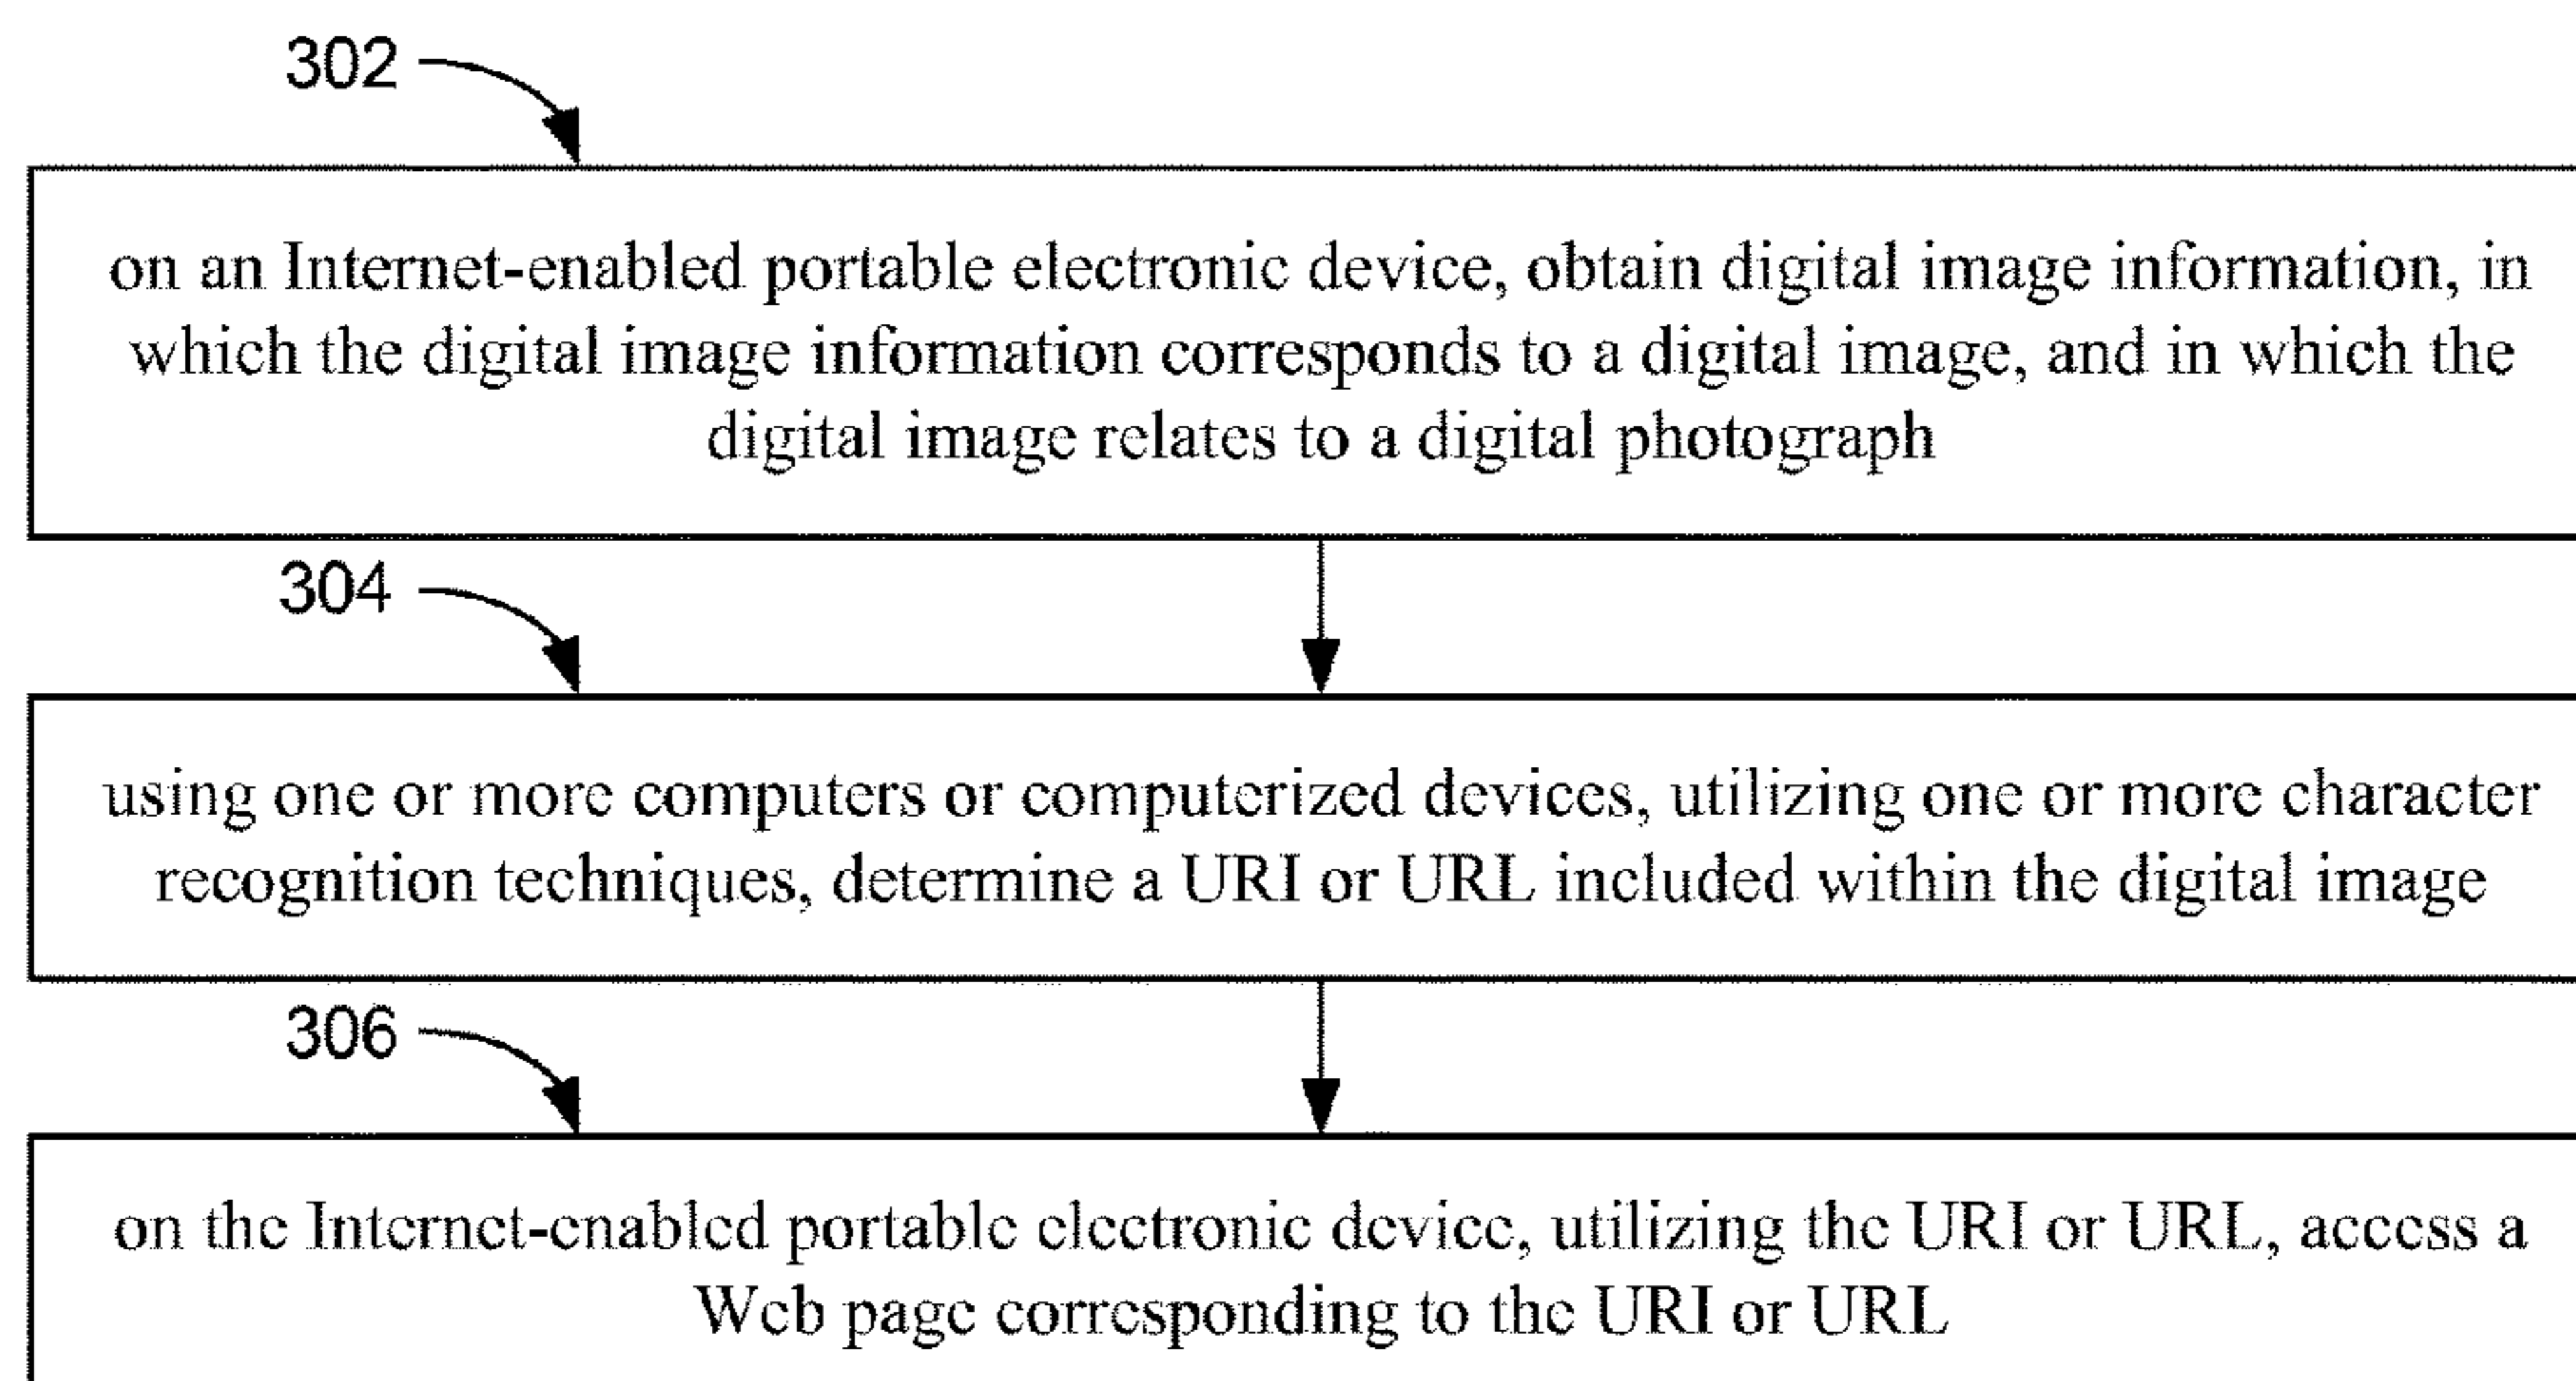 302
on an Internet-enabled portable electronic device, obtain digital image information, in
which the digital image information corresponds to a digital image, and in which the
digital image relates to a digital photograph
304
using one or more computers or computerized devices, utilizing one or more character
recognition techniques, determine a URI or URL included within the digital image
306
on the Internet-enabled portable electronic device, utilizing the URI or URL, access a
Web page corresponding to the URI or URL